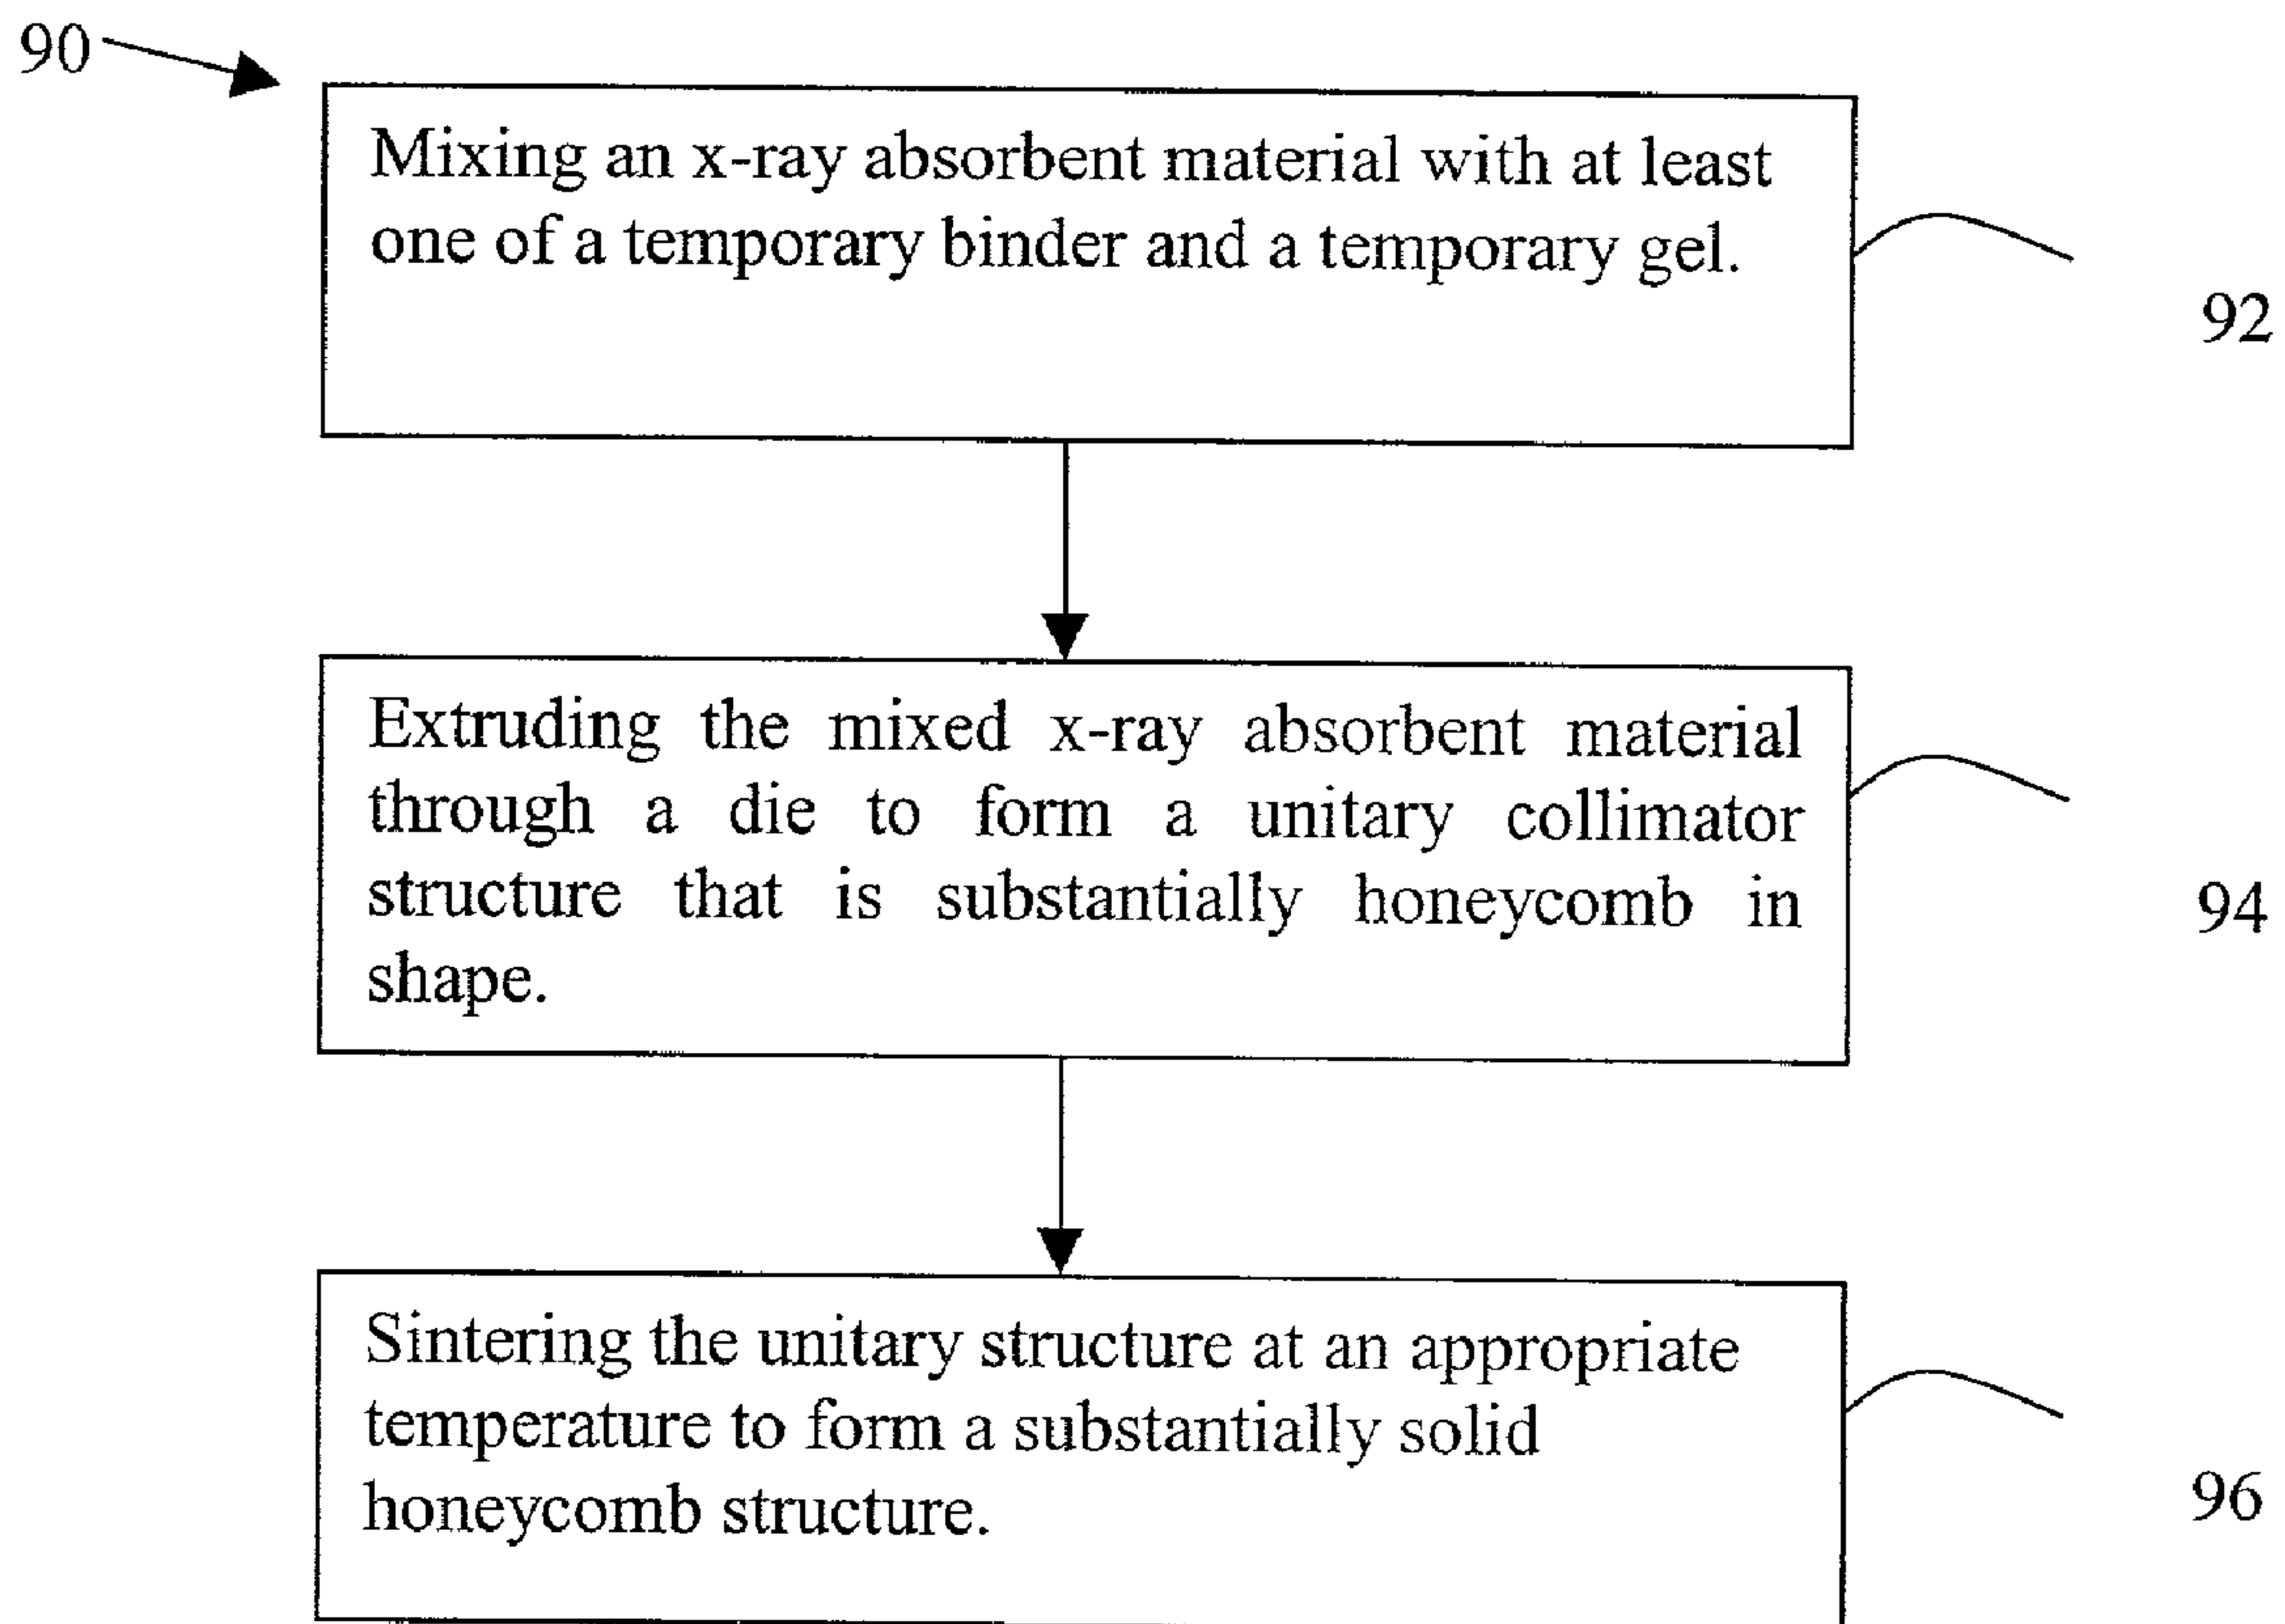 90
Mixing an x-ray absorbent material with at least
one of a temporary binder and a temporary gel.
92
Extruding the mixed x-ray absorbent material
through a die to form a unitary collimator
structure that is substantially honeycomb in
shape.
94
Sintering the unitary structure at an appropriate
temperature to form a substantially solid
honeycomb structure.
96